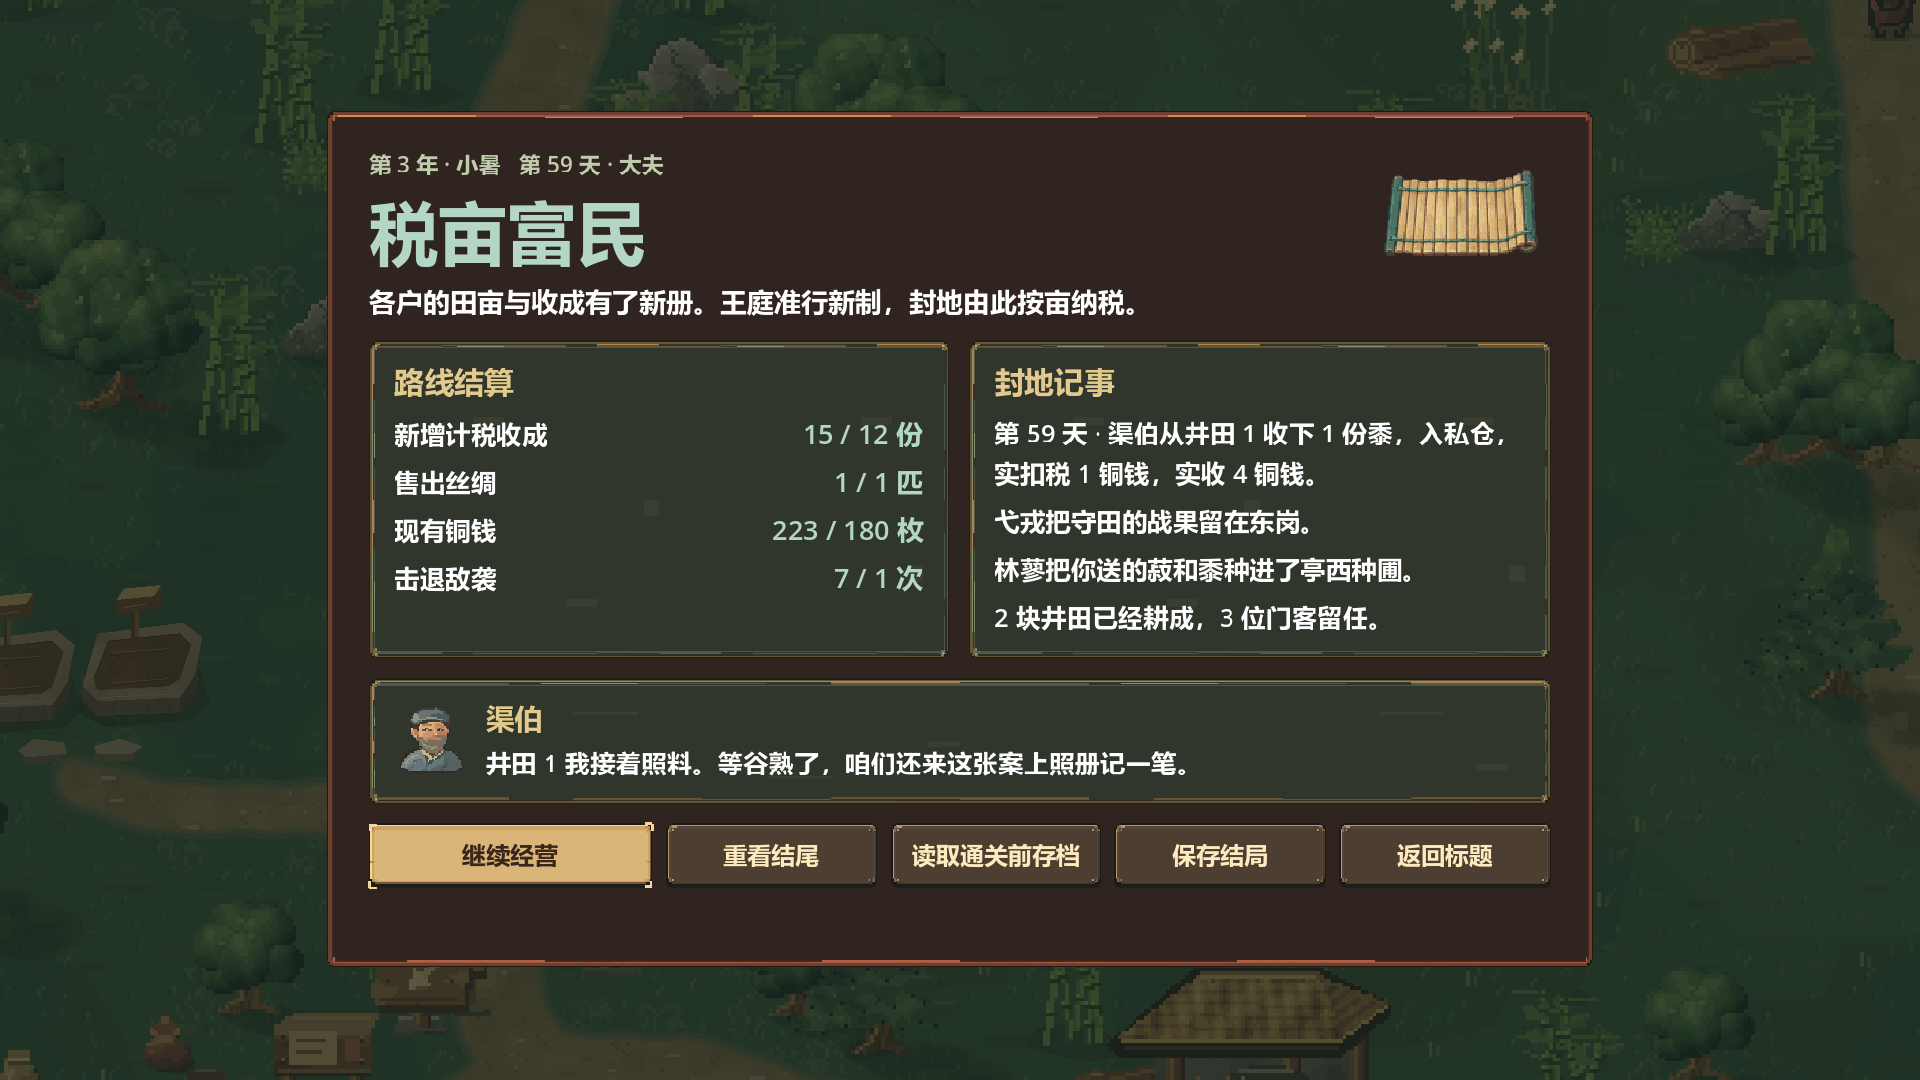 第 3 年 · 小暑 第 59 天 · 大夫
税亩富民
各户的田亩与收成有了新册。王庭准行新制，封地由此按亩纳税。
路线结算
新增计税收成 15 / 12 份
售出丝绸 1 / 1 匹
现有铜钱 223 / 180 枚
击退敌袭 7 / 1 次
封地记事
第 59 天 · 渠伯从井田 1 收下 1 份黍，入私仓，
实扣税 1 铜钱，实收 4 铜钱。
弋戎把守田的战果留在东岗。
林蓼把你送的菽和黍种进了亭西种圃。
2 块井田已经耕成，3 位门客留任。
渠伯
井田 1 我接着照料。等谷熟了，咱们还来这张案上照册记一笔。
继续经营
重看结尾
读取通关前存档
保存结局
返回标题